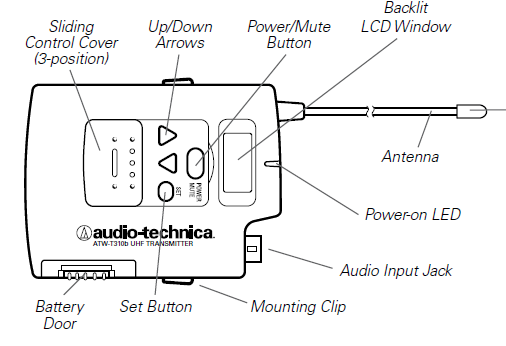 Sliding
Control Cover
(3-position)
Up/Down
Arrows
Power/Mute
Button
Backlit
LCD Window
Antenna
POWER
MUTE
SET
Power-on LED
audio-technica.
ATW-T310b UHF TRANSMITTER
Audio Input Jack
Battery
Door
Set Button
Mounting Clip